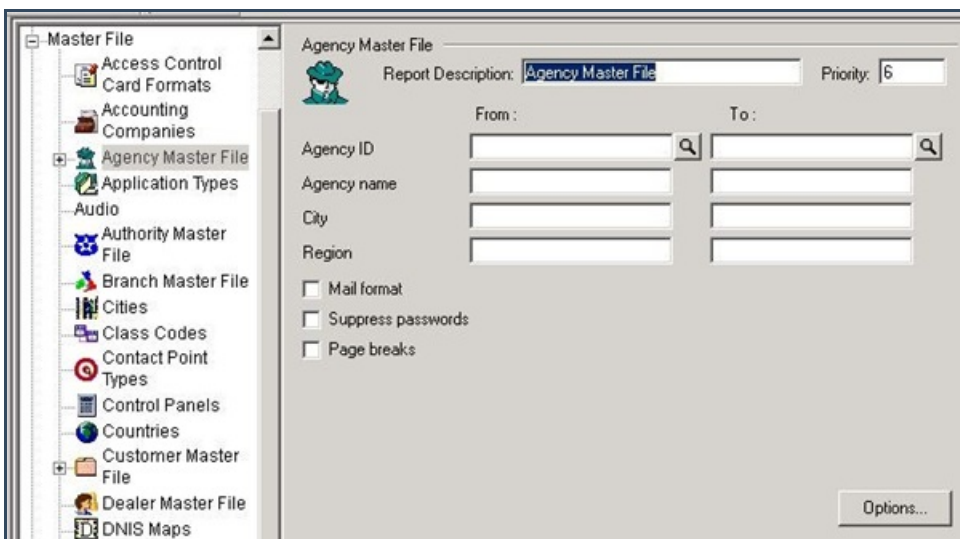 Master File
Access Control
Card Formats
Accounting
Companies
Agency Master File
Application Types
Audio
Authority Master
File
Branch Master File
Cities
Class Codes
Contact Point
Types
Control Panels
Countries
Customer Master
File
Dealer Master File
DNIS Maps
Agency Master File
Report Description: Agency Master File Priority: 6
From : To :
Agency ID
Agency name
City
Region
Mail format
Suppress passwords
Page breaks
Options...